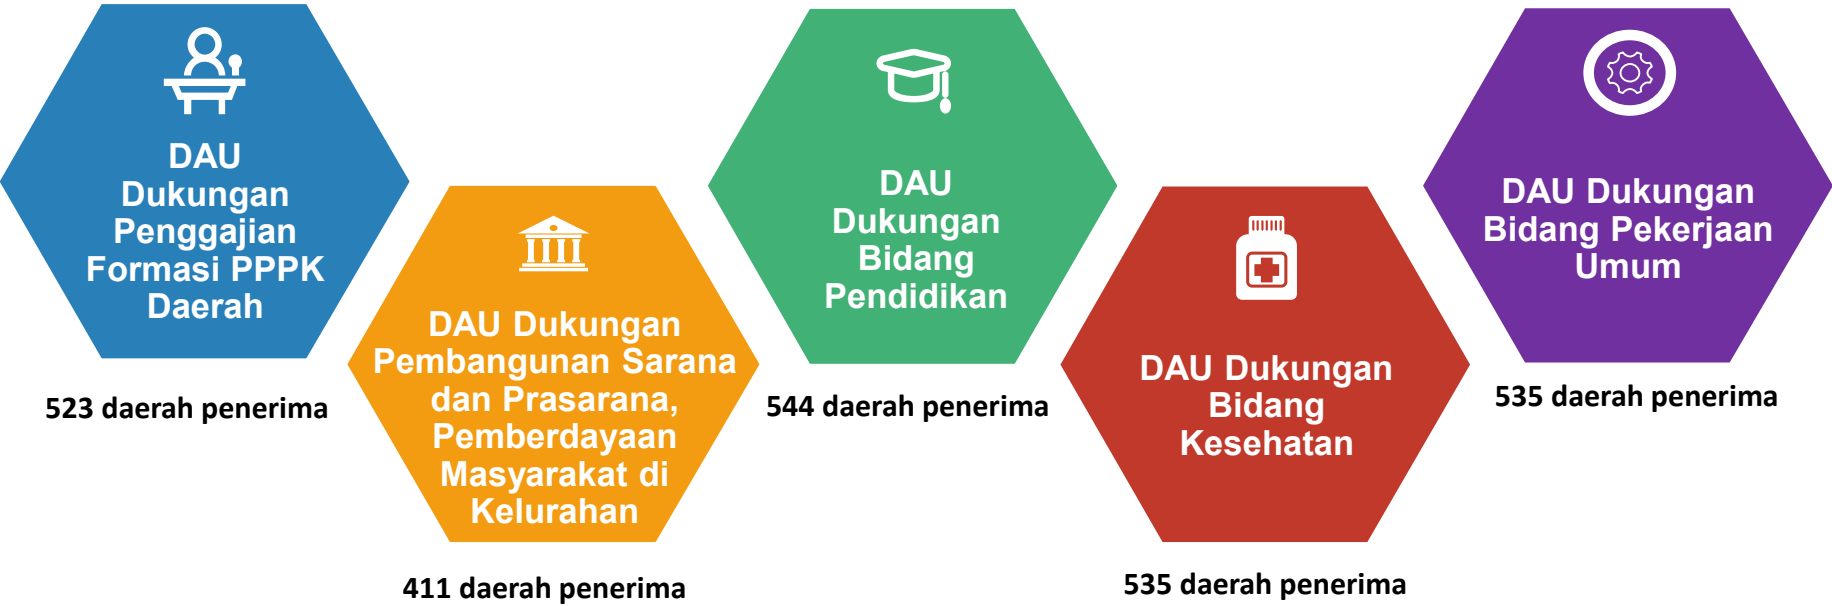 DAU
Dukungan
Penggajian
Formasi PPPK
Daerah
523 daerah penerima
DAU Dukungan
Pembangunan Sarana
dan Prasarana,
Pemberdayaan
Masyarakat di
Kelurahan
411 daerah penerima
DAU
Dukungan
Bidang
Pendidikan
544 daerah penerima
DAU Dukungan
Bidang
Kesehatan
535 daerah penerima
DAU Dukungan
Bidang Pekerjaan
Umum
535 daerah penerima